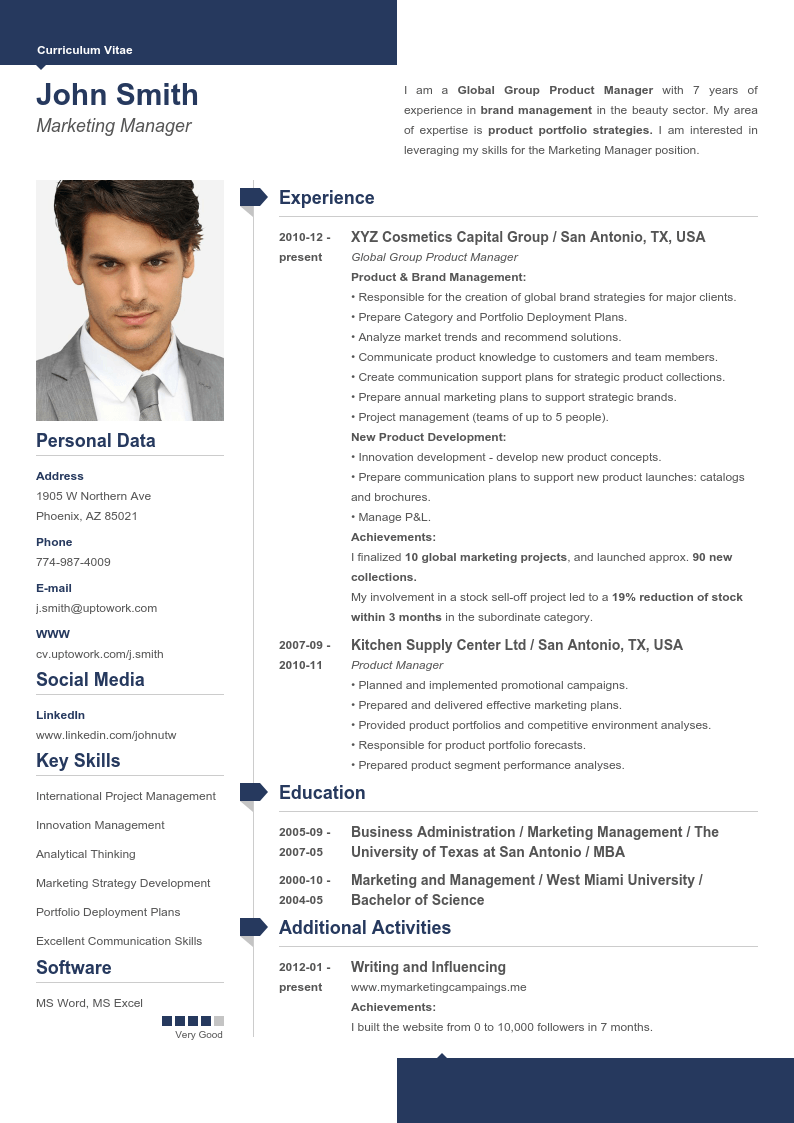 Curriculum Vitae
John Smith
Marketing Manager
I am a Global Group Product Manager with 7 years of
experience in brand management in the beauty sector. My area
of expertise is product portfolio strategies. I am interested in
leveraging my skills for the Marketing Manager position.
Personal Data
Address
1905 W Northern Ave
Phoenix, AZ 85021
Phone
774-987-4009
E-mail
j.smith@uptowork.com
WWW
cv.uptowork.com/j.smith
Social Media
LinkedIn
www.linkedin.com/johnutw
Key Skills
International Project Management
Innovation Management
Analytical Thinking
Marketing Strategy Development
Portfolio Deployment Plans
Excellent Communication Skills
Software
MS Word, MS Excel
Very Good
Experience
2010-12 - XYZ Cosmetics Capital Group / San Antonio, TX, USA
present Global Group Product Manager
Product & Brand Management:
• Responsible for the creation of global brand strategies for major clients.
• Prepare Category and Portfolio Deployment Plans.
• Analyze market trends and recommend solutions.
• Communicate product knowledge to customers and team members.
• Create communication support plans for strategic product collections.
• Prepare annual marketing plans to support strategic brands.
• Project management (teams of up to 5 people).
New Product Development:
• Innovation development - develop new product concepts.
• Prepare communication plans to support new product launches: catalogs
and brochures.
• Manage P&L.
Achievements:
I finalized 10 global marketing projects, and launched approx. 90 new
collections.
My involvement in a stock sell-off project led to a 19% reduction of stock
within 3 months in the subordinate category.
2007-09 - Kitchen Supply Center Ltd / San Antonio, TX, USA
2010-11 Product Manager
• Planned and implemented promotional campaigns.
• Prepared and delivered effective marketing plans.
• Provided product portfolios and competitive environment analyses.
• Responsible for product portfolio forecasts.
• Prepared product segment performance analyses.
Education
2005-09 - Business Administration / Marketing Management / The
2007-05 University of Texas at San Antonio / MBA
2000-10 - Marketing and Management / West Miami University /
2004-05 Bachelor of Science
Additional Activities
2012-01 - Writing and Influencing
present www.mymarketingcampaings.me
Achievements:
I built the website from 0 to 10,000 followers in 7 months.